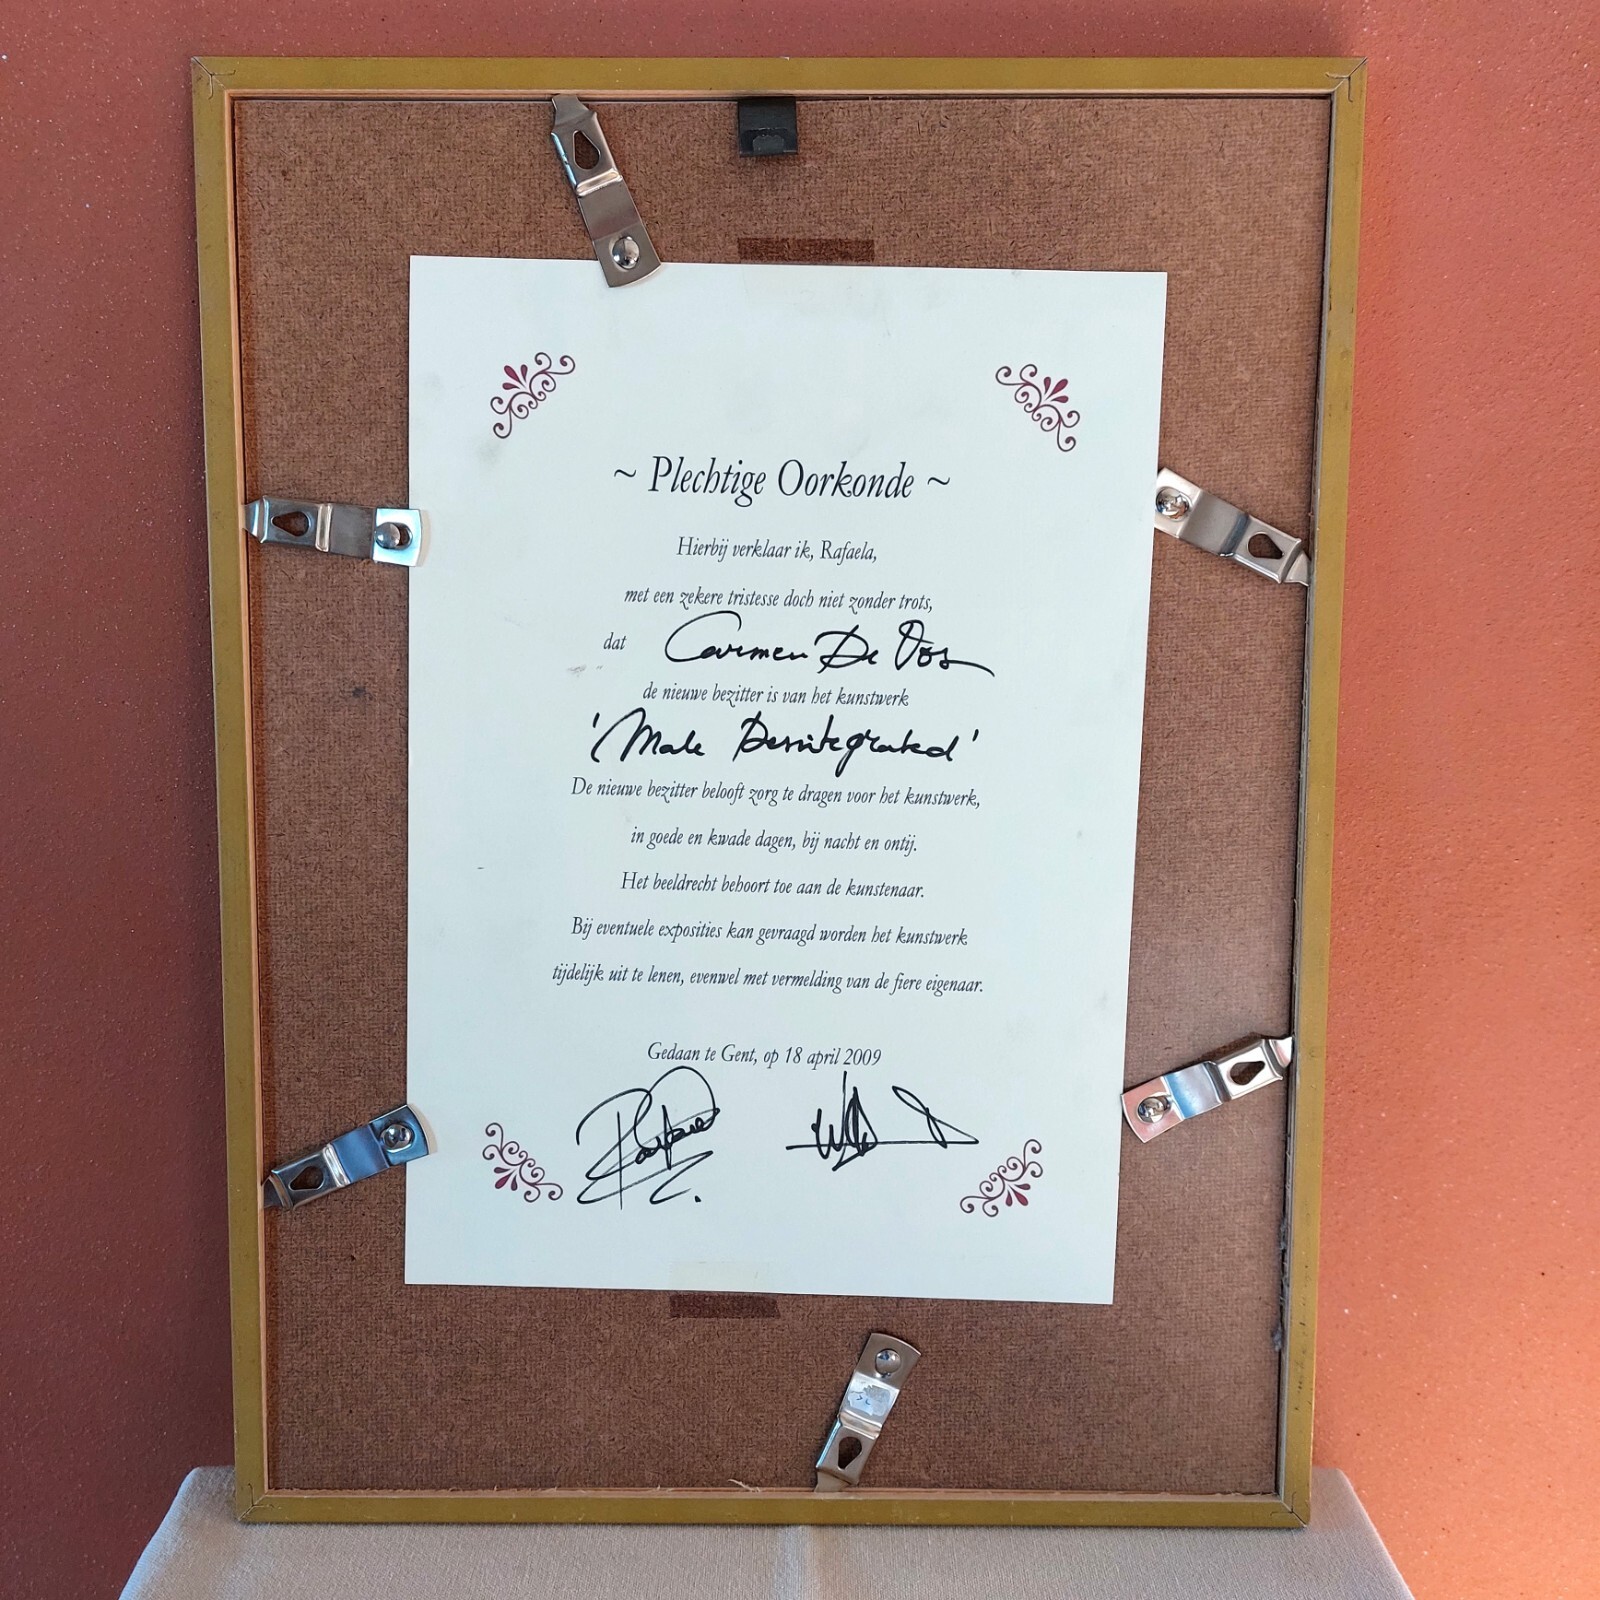 ~ Plechtige Oorkonde ~
Hierbij verklaar ik, Rafaela,
met een zekere tristesse doch niet zonder trots,
dat Carmen De Vos
de nieuwe bezitter is van het kunstwerk
'Male Desintegrated'
De nieuwe bezitter belooft zorg te dragen voor het kunstwerk,
in goede en kwade dagen, bij nacht en ontij.
Het beeldrecht behoort toe aan de kunstenaar.
Bij eventuele exposities kan gevraagd worden het kunstwerk
tijdelijk uit te lenen, evenwel met vermelding van de fiere eigenaar.
Gedaan te Gent, op 18 april 2009